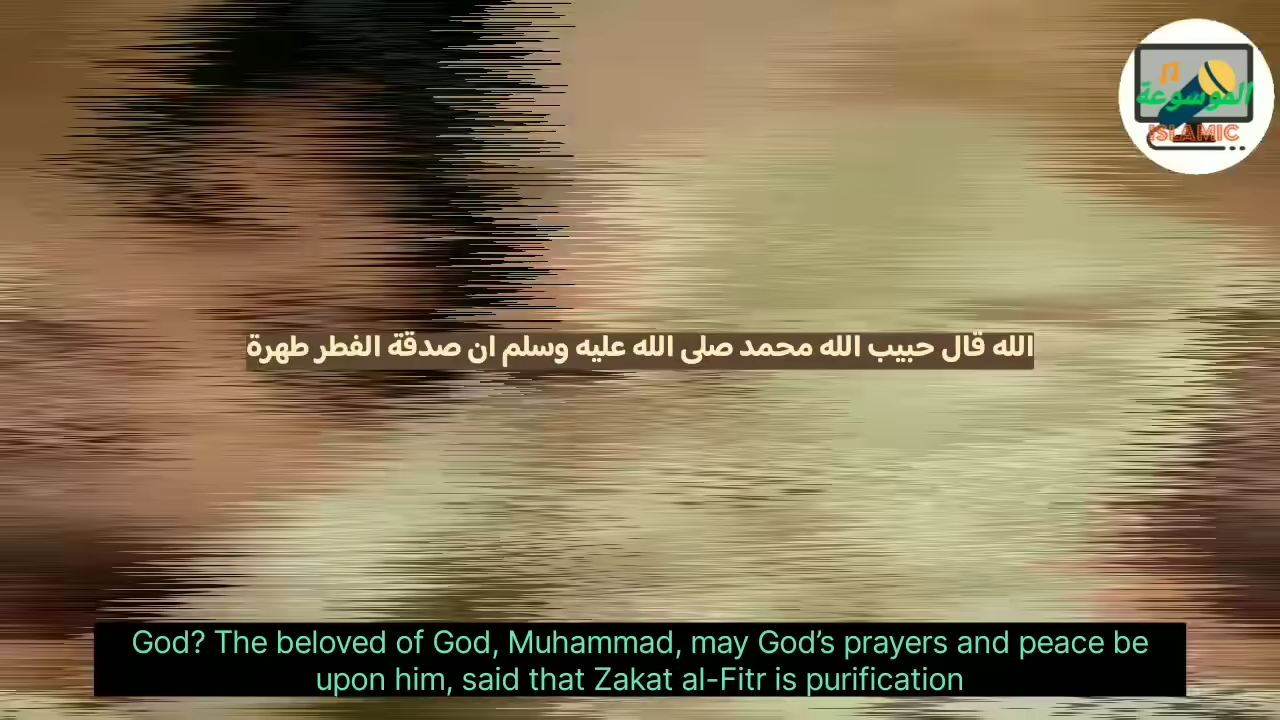 الموسوعة
ISLAMIC
الله قال حبيب الله محمد صلى الله عليه وسلم ان صدقة الفطر طهرة
God? The beloved of God, Muhammad, may God’s prayers and peace be
upon him, said that Zakat al-Fitr is purification